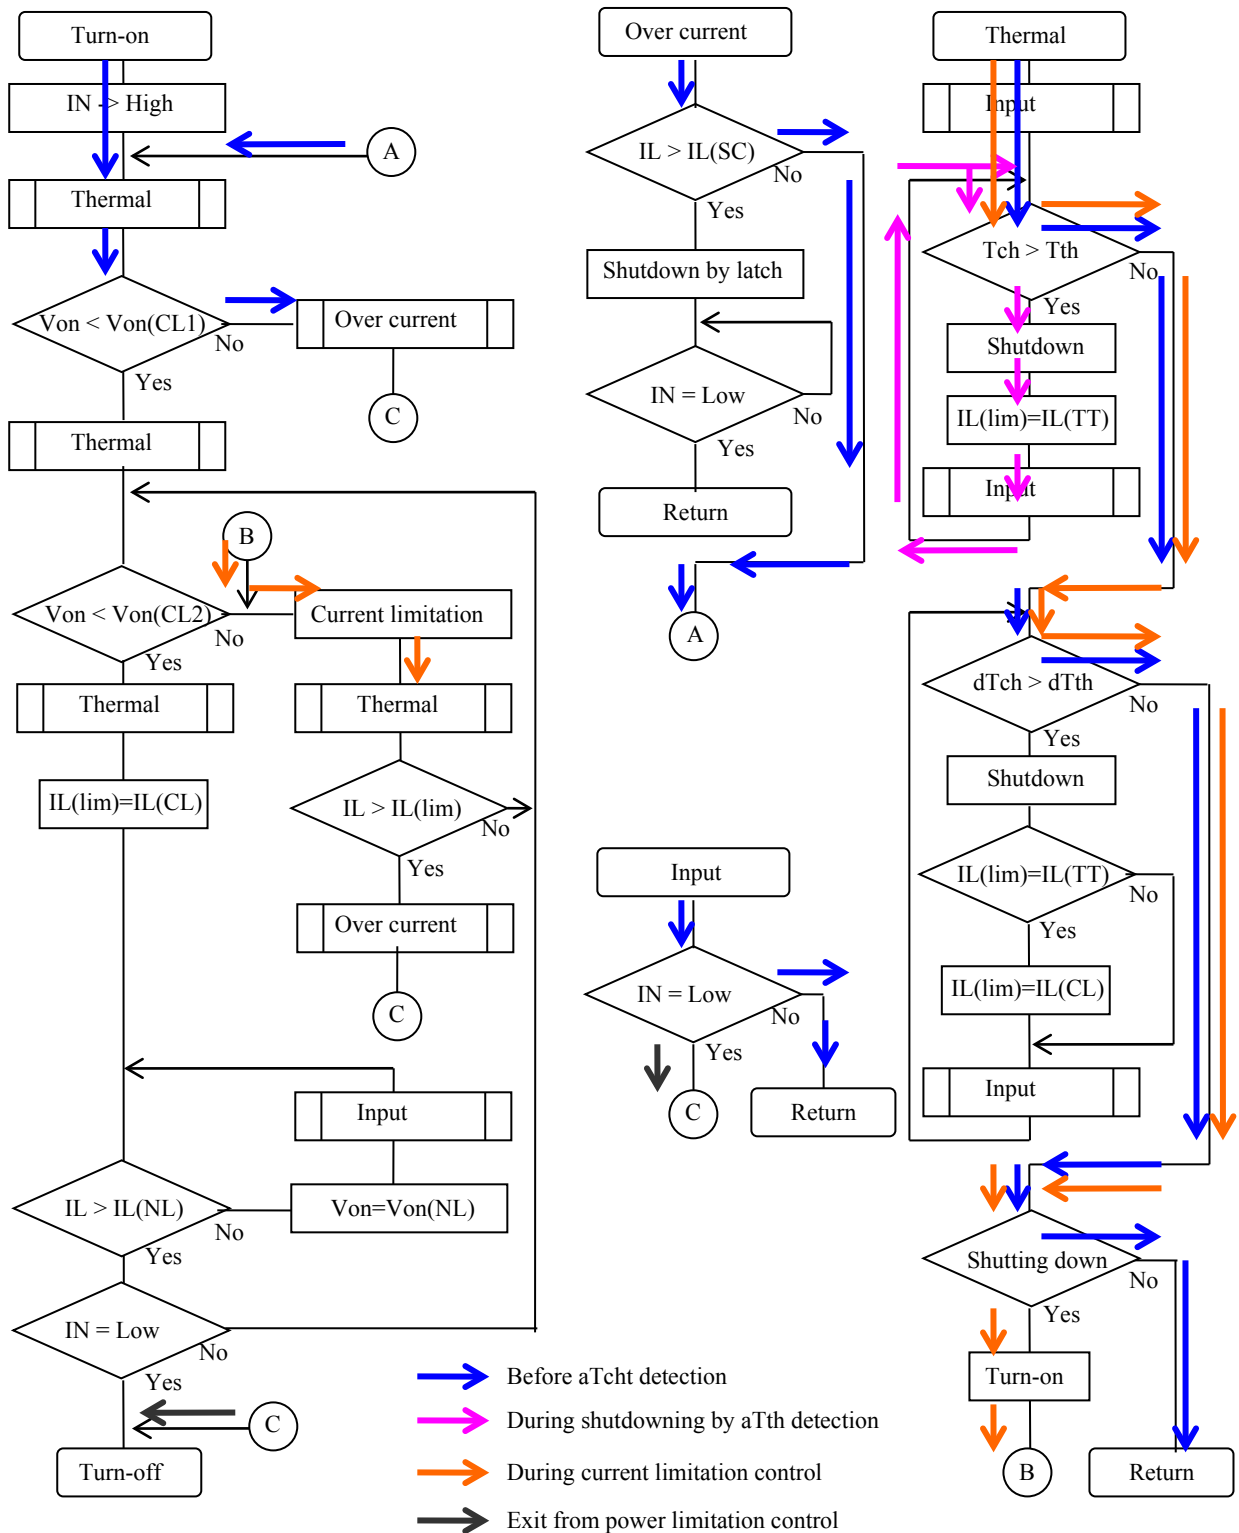 Turn-on
IN -> High
A
Thermal
Von < Von(CL1)
No
Yes
Over current
C
Thermal
B
Von < Von(CL2)
No
Yes
Current limitation
Thermal
Thermal
IL(lim)=IL(CL)
IL > IL(lim)
No
Yes
Over current
C
Input
IL > IL(NL)
No
Yes
Von=Von(NL)
IN = Low
No
Yes
C
Turn-off
Over current
IL > IL(SC)
No
Yes
Shutdown by latch
IN = Low
No
Yes
Return
A
Input
IN = Low
No
Yes
C
Return
Thermal
Input
Tch > Tth
No
Yes
Shutdown
IL(lim)=IL(TT)
Input
dTch > dTth
No
Yes
Shutdown
IL(lim)=IL(TT)
No
Yes
IL(lim)=IL(CL)
Input
Shutting down
No
Yes
Turn-on
B
Return
Before aTcht detection
During shutdowning by aTth detection
During current limitation control
Exit from power limitation control